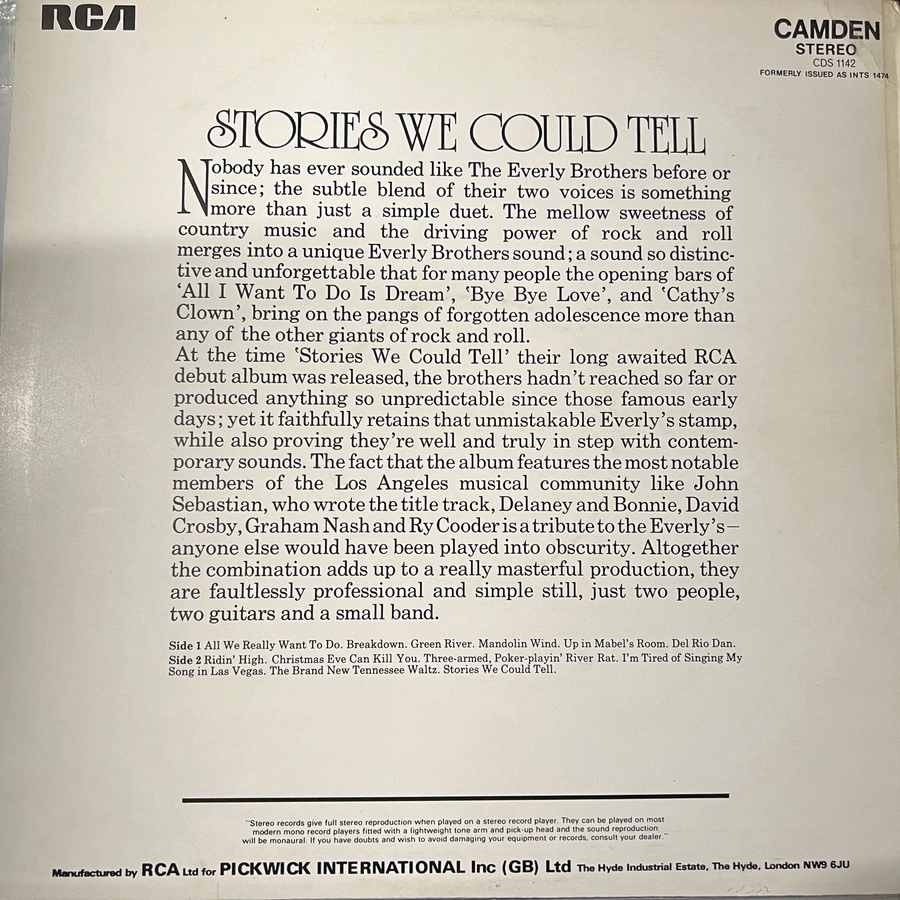 RCA
CAMDEN
STEREO
CDS 1142
FORMERLY ISSUED AS INTS 1474
STORIES WE COULD TELL
Nobody has ever sounded like The Everly Brothers before or
since; the subtle blend of their two voices is something
more than just a simple duet. The mellow sweetness of
country music and the driving power of rock and roll
merges into a unique Everly Brothers sound; a sound so distinc-
tive and unforgettable that for many people the opening bars of
‘All I Want To Do Is Dream’, ‘Bye Bye Love’, and ‘Cathy’s
Clown’, bring on the pangs of forgotten adolescence more than
any of the other giants of rock and roll.
At the time ‘Stories We Could Tell’ their long awaited RCA
debut album was released, the brothers hadn’t reached so far or
produced anything so unpredictable since those famous early
days; yet it faithfully retains that unmistakable Everly’s stamp,
while also proving they’re well and truly in step with contem-
porary sounds. The fact that the album features the most notable
members of the Los Angeles musical community like John
Sebastian, who wrote the title track, Delaney and Bonnie, David
Crosby, Graham Nash and Ry Cooder is a tribute to the Everly’s—
anyone else would have been played into obscurity. Altogether
the combination adds up to a really masterful production, they
are faultlessly professional and simple still, just two people,
two guitars and a small band.
Side 1 All We Really Want To Do. Breakdown. Green River. Mandolin Wind. Up in Mabel's Room. Del Rio Dan.
Side 2 Ridin' High. Christmas Eve Can Kill You. Three-armed, Poker-playin' River Rat. I'm Tired of Singing My
Song in Las Vegas. The Brand New Tennessee Waltz. Stories We Could Tell.
"Stereo records give full stereo reproduction when played on a stereo record player. They can be played on most
modern mono record players fitted with a lightweight tone arm and pick-up head and the sound reproduction
will be monaural. If you have doubts and wish to avoid damaging your equipment or records, consult your dealer."
Manufactured by RCA Ltd for PICKWICK INTERNATIONAL Inc (GB) Ltd The Hyde Industrial Estate, The Hyde, London NW9 6JU